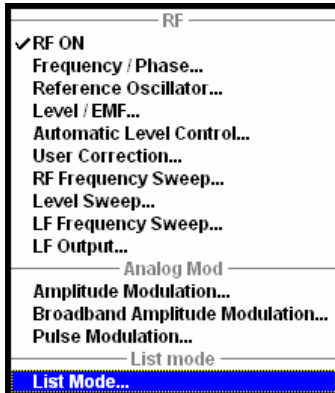 RF
RF ON
Frequency / Phase...
Reference Oscillator...
Level / EMF...
Automatic Level Control...
User Correction...
RF Frequency Sweep...
Level Sweep...
LF Frequency Sweep...
LF Output...
Analog Mod
Amplitude Modulation...
Broadband Amplitude Modulation...
Pulse Modulation...
List mode
List Mode...